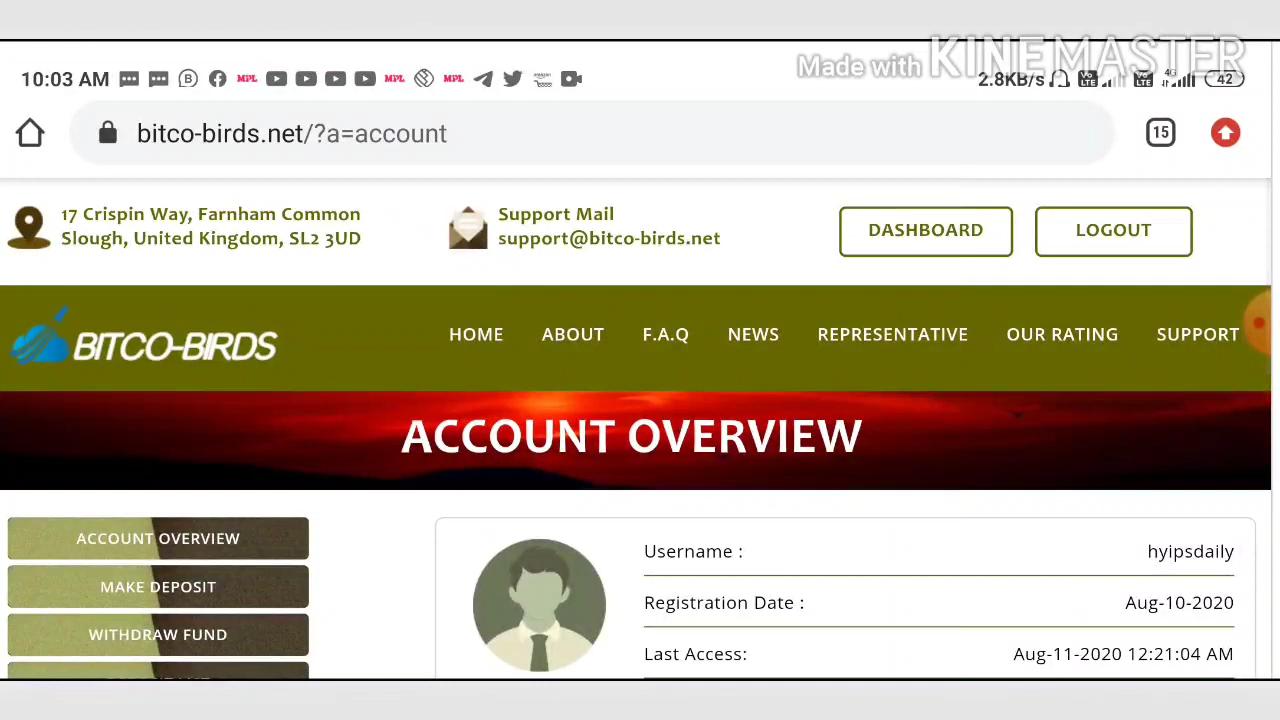 Made with KINEMASTER
10:03 AM
2.8KB/s
42
bitco-birds.net/?a=account
15
17 Crispin Way, Farnham Common
Slough, United Kingdom, SL2 3UD
Support Mail
support@bitco-birds.net
DASHBOARD
LOGOUT
BITCO-BIRDS
HOME
ABOUT
F.A.Q
NEWS
REPRESENTATIVE
OUR RATING
SUPPORT
ACCOUNT OVERVIEW
ACCOUNT OVERVIEW
MAKE DEPOSIT
WITHDRAW FUND
Username : hyipsdaily
Registration Date : Aug-10-2020
Last Access: Aug-11-2020 12:21:04 AM